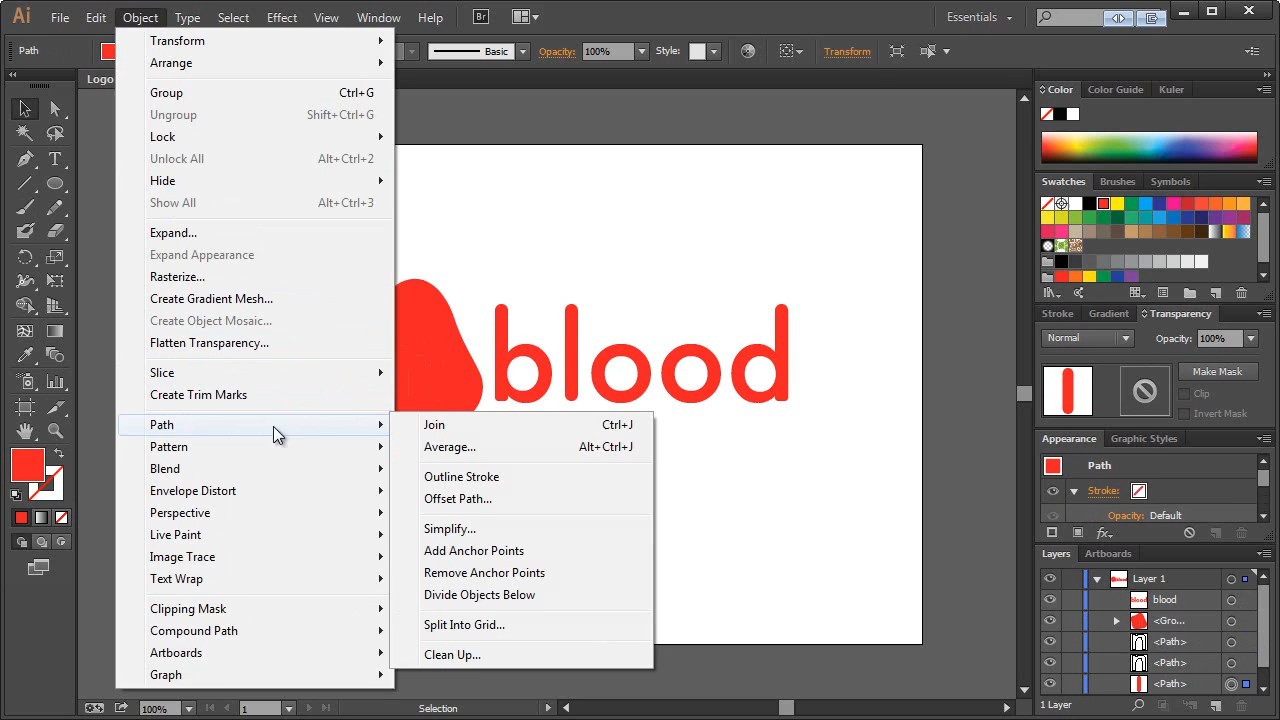 Ai File Edit Object Type Select Effect View Window Help Br Essentials
Path Basic Opacity: 100% Style: Transform
Logo
Transform
Arrange
Group Ctrl+G
Ungroup Shift+Ctrl+G
Lock
Unlock All Alt+Ctrl+2
Hide
Show All Alt+Ctrl+3
Expand...
Expand Appearance
Rasterize...
Create Gradient Mesh...
Create Object Mosaic...
Flatten Transparency...
Slice
Create Trim Marks
Path
Pattern
Blend
Envelope Distort
Perspective
Live Paint
Image Trace
Text Wrap
Clipping Mask
Compound Path
Artboards
Graph
Join Ctrl+J
Average... Alt+Ctrl+J
Outline Stroke
Offset Path...
Simplify...
Add Anchor Points
Remove Anchor Points
Divide Objects Below
Split Into Grid...
Clean Up...
blood
Color Color Guide Kuler
Swatches Brushes Symbols
Stroke Gradient Transparency
Normal Opacity: 100%
Make Mask
Clip
Invert Mask
Appearance Graphic Styles
Path
Stroke:
Opacity: Default
fx
Layers Artboards
Layer 1
blood
<Gro...
<Path>
<Path>
<Path>
1 Layer
100% 1 Selection